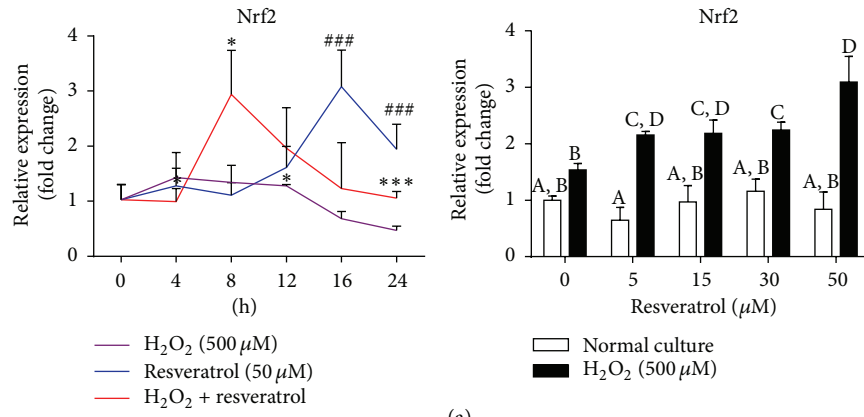 Nrf2
Relative expression
(fold change)
4
3
2
1
0
*
###
###
*
*
***
0 4 8 12 16 24
(h)
H₂O₂ (500 μM)
Resveratrol (50 μM)
H₂O₂ + resveratrol
Nrf2
Relative expression
(fold change)
4
3
2
1
0
A, B
B
A
C, D
A, B
C, D
A, B
C
A, B
D
0 5 15 30 50
Resveratrol (μM)
Normal culture
H₂O₂ (500 μM)